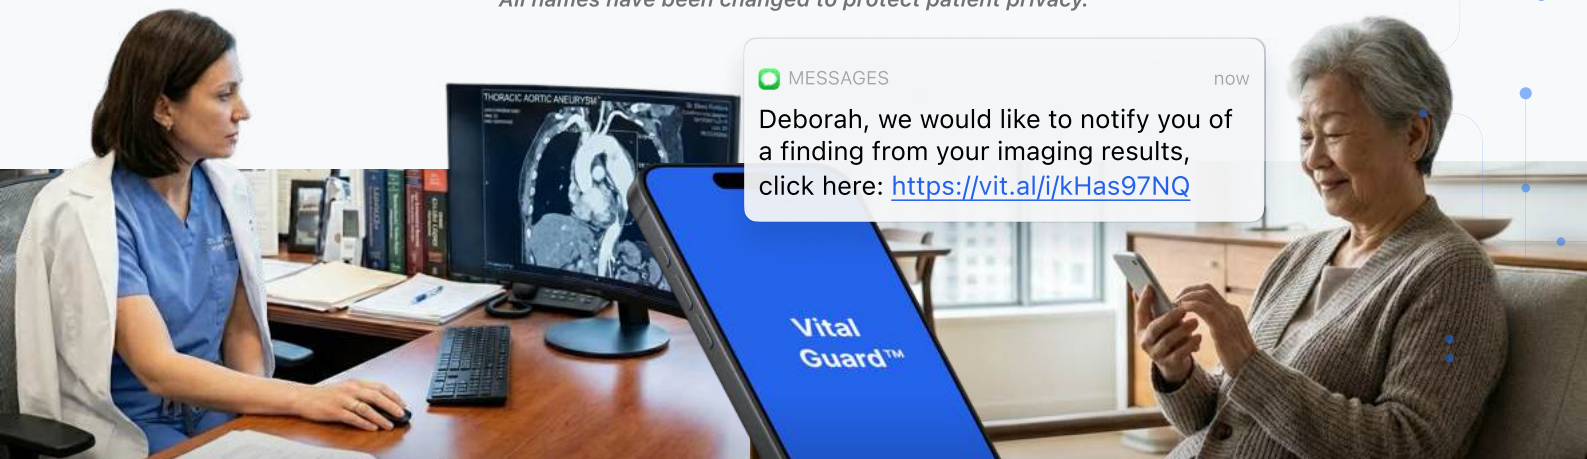 All names have been changed to protect patient privacy.
MESSAGES
now
Deborah, we would like to notify you of
a finding from your imaging results,
click here: https://vit.al/i/kHas97NQ
THORACIC AORTIC ANEURYSM
Vital
Guard™